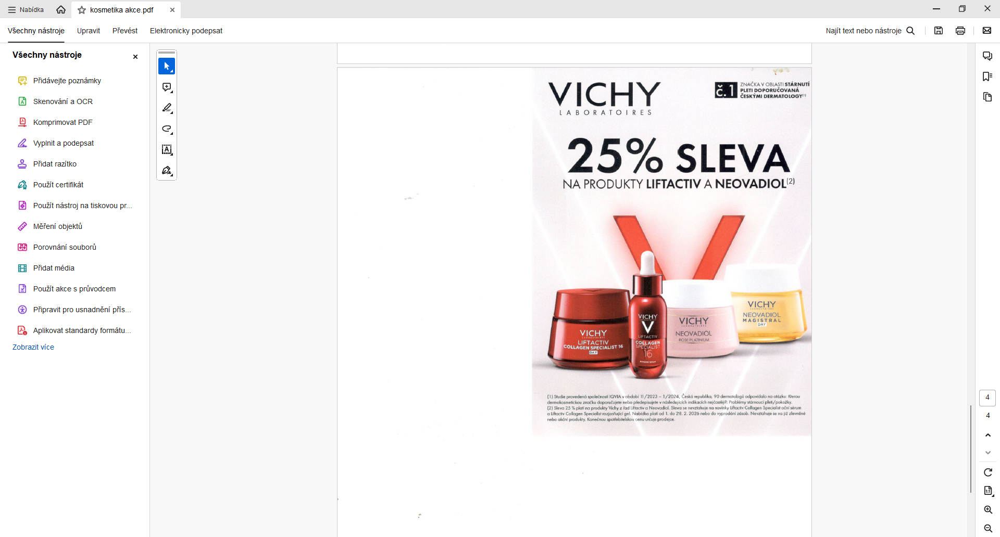 Nabídka
kosmetika akce.pdf
Všechny nástroje
Upravit
Převést
Elektronicky podepsat
Najít text nebo nástroje
Všechny nástroje
Přidávejte poznámky
Skenování a OCR
Komprimovat PDF
Vyplnit a podepsat
Přidat razítko
Použít certifikát
Použít nástroj na tiskovou pr...
Měření objektů
Porovnání souborů
Přidat média
Použít akce s průvodcem
Připravit pro usnadnění přís...
Aplikovat standardy formátu...
Zobrazit více
VICHY
LABORATOIRES
č.1
ZNAČKA V OBLASTI STÁRNUTÍ
PLETI DOPORUČOVANÁ
ČESKÝMI DERMATOLOGY(1)
25% SLEVA
NA PRODUKTY LIFTACTIV A NEOVADIOL(2)
VICHY
LABORATOIRES
LIFTACTIV
COLLAGEN SPECIALIST 16
DAY
VICHY
LABORATOIRES
V
LIFTACTIV
COLLAGEN
SPECIALIST
16
BONDING SERUM
VICHY
LABORATOIRES
NEOVADIOL
ROSE PLATINIUM
VICHY
LABORATOIRES
NEOVADIOL
MAGISTRAL
DAY
(1) Studie provedená společností IQVIA v období 11/2023 – 1/2024, Česká republika, 90 dermatologů odpovídalo na otázku: Kterou
dermokosmetickou značku doporučujete nebo předepisujete v následujících indikacích nejčastěji?: Problémy stárnoucí pleti/pokožky.
(2) Sleva 25 % platí na produkty Vichy z řad Liftactiv a Neovadiol. Sleva se nevztahuje na novinky Liftactiv Collagen Specialist oční sérum
a Liftactiv Collagen Specialist rozjasňující gel. Nabídka platí od 1. do 28. 2. 2026 nebo do vyprodání zásob. Nevztahuje se na již zlevněné
nebo akční produkty. Konečnou spotřebitelskou cenu určuje prodejce.
4
4
1:1